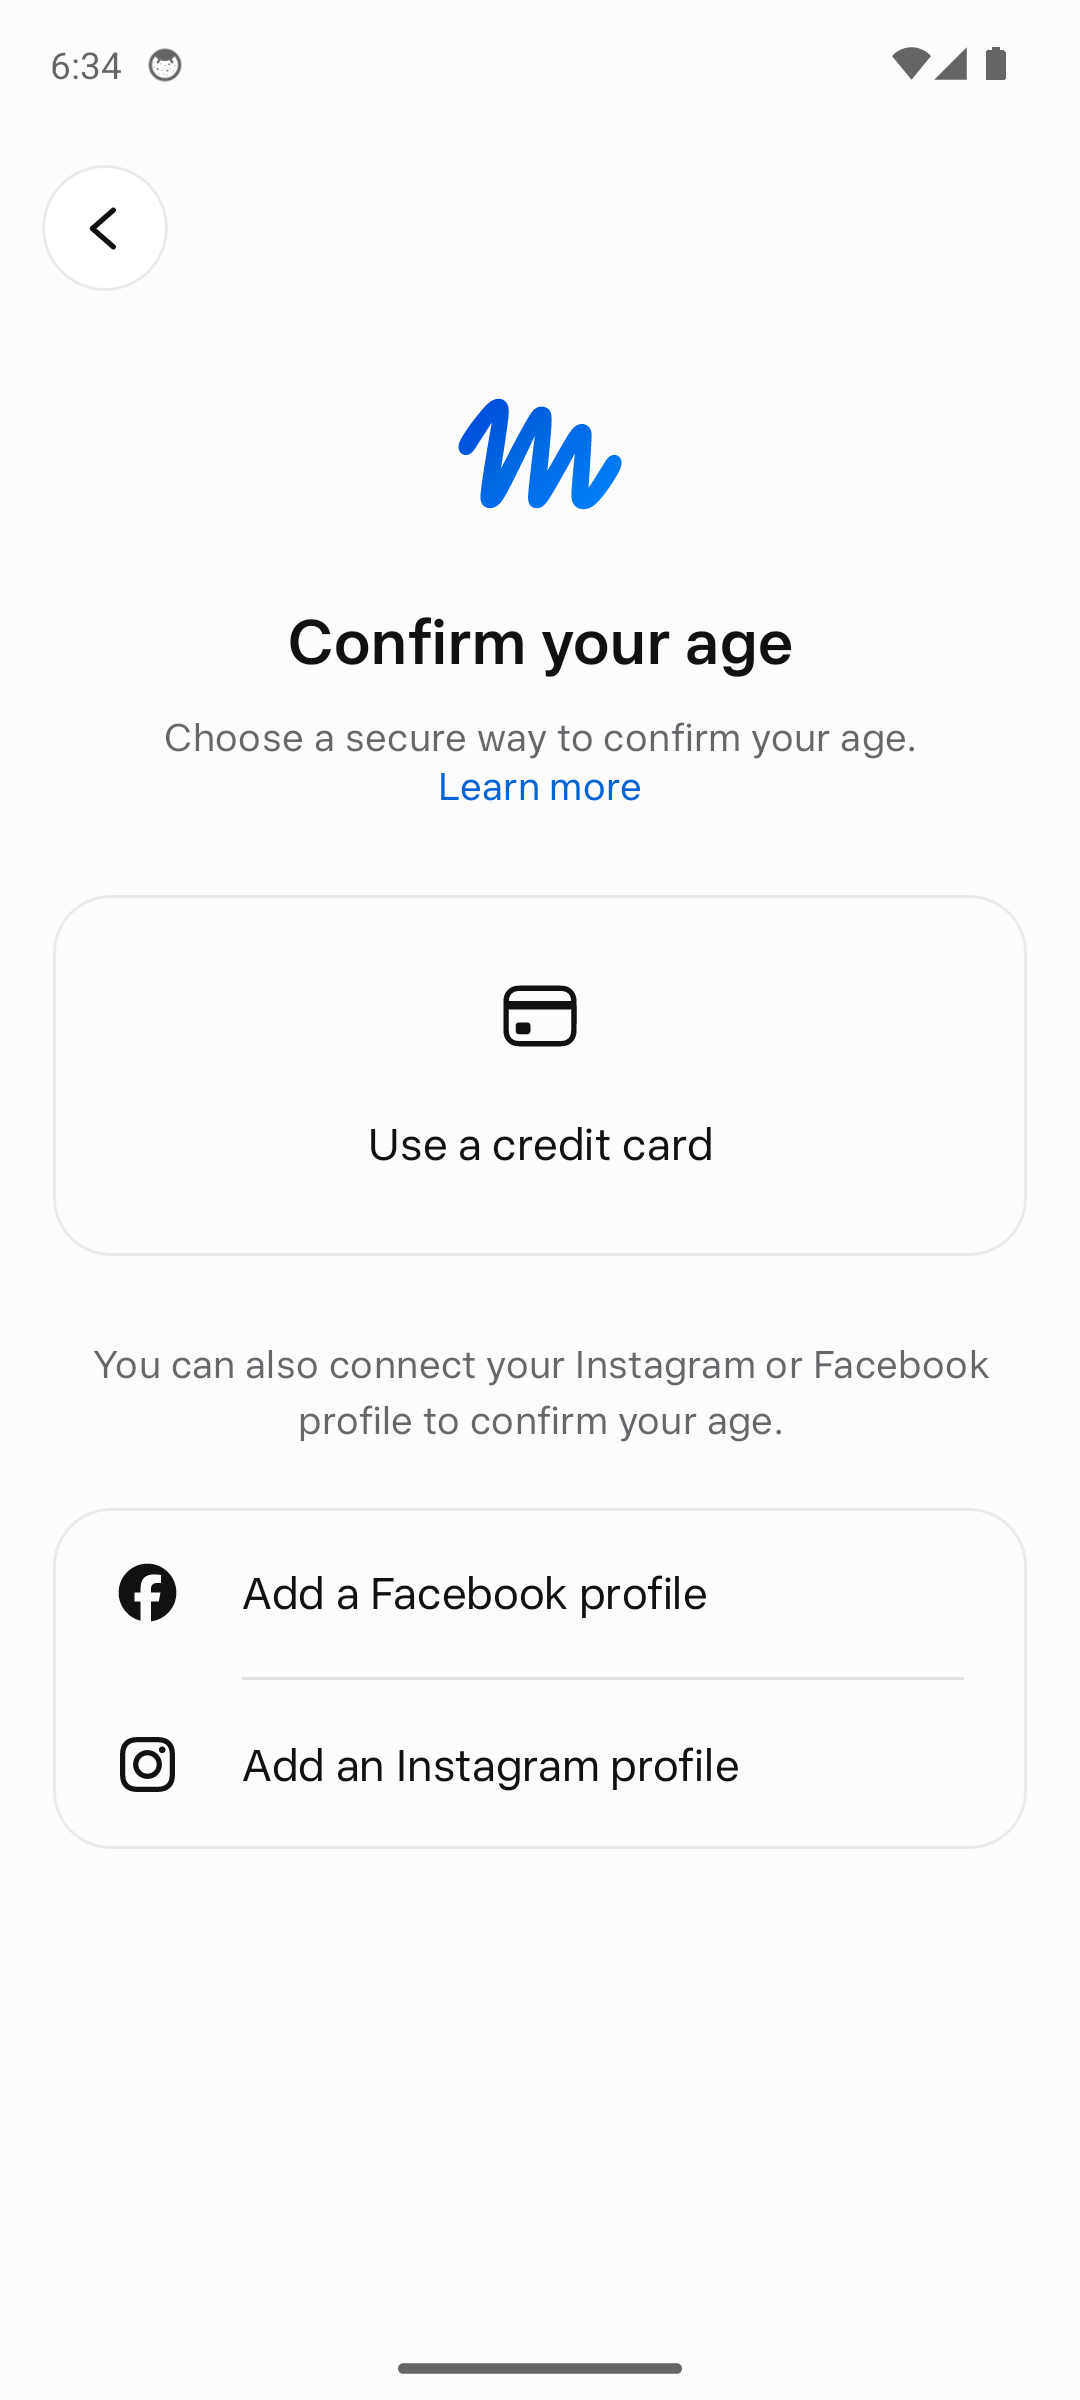 6:34
Confirm your age
Choose a secure way to confirm your age.
Learn more
Use a credit card
You can also connect your Instagram or Facebook
profile to confirm your age.
Add a Facebook profile
Add an Instagram profile